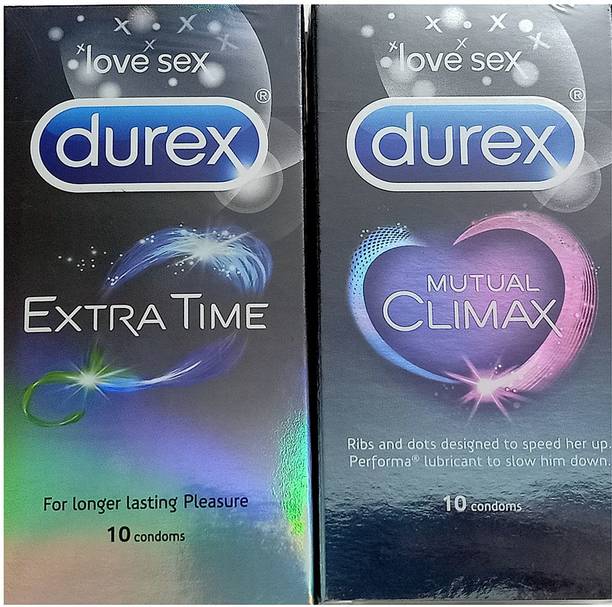 love sex
durex®
EXTRA TIME
For longer lasting Pleasure
10 condoms
love sex
durex®
MUTUAL
CLIMAX
Ribs and dots designed to speed her up.
Performa® lubricant to slow him down.
10 condoms